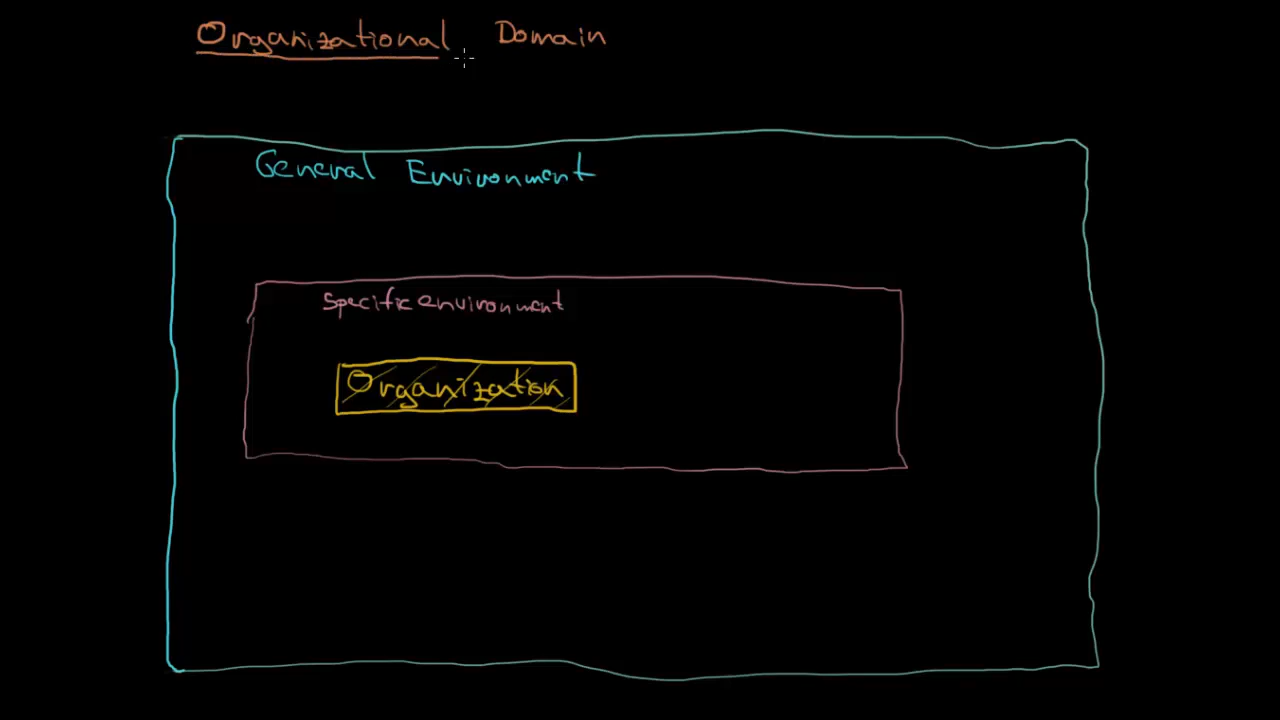 Organizational Domain
General Environment
Specific environment
Organization